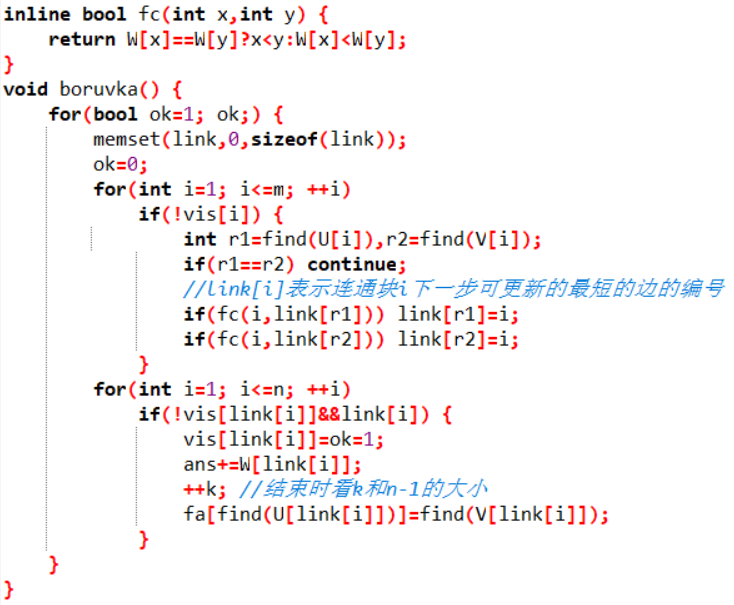 inline bool fc(int x,int y) {
    return W[x]==W[y]?x<y:W[x]<W[y];
}
void boruvka() {
    for(bool ok=1; ok;) {
        memset(link,0,sizeof(link));
        ok=0;
        for(int i=1; i<=m; ++i)
            if(!vis[i]) {
                int r1=find(U[i]),r2=find(V[i]);
                if(r1==r2) continue;
                //link[i]表示连通块i下一步可更新的最短的边的编号
                if(fc(i,link[r1])) link[r1]=i;
                if(fc(i,link[r2])) link[r2]=i;
            }
        for(int i=1; i<=n; ++i)
            if(!vis[link[i]]&&link[i]) {
                vis[link[i]]=ok=1;
                ans+=W[link[i]];
                ++k; //结束时看k和n-1的大小
                fa[find(U[link[i]])]=find(V[link[i]]);
            }
    }
}